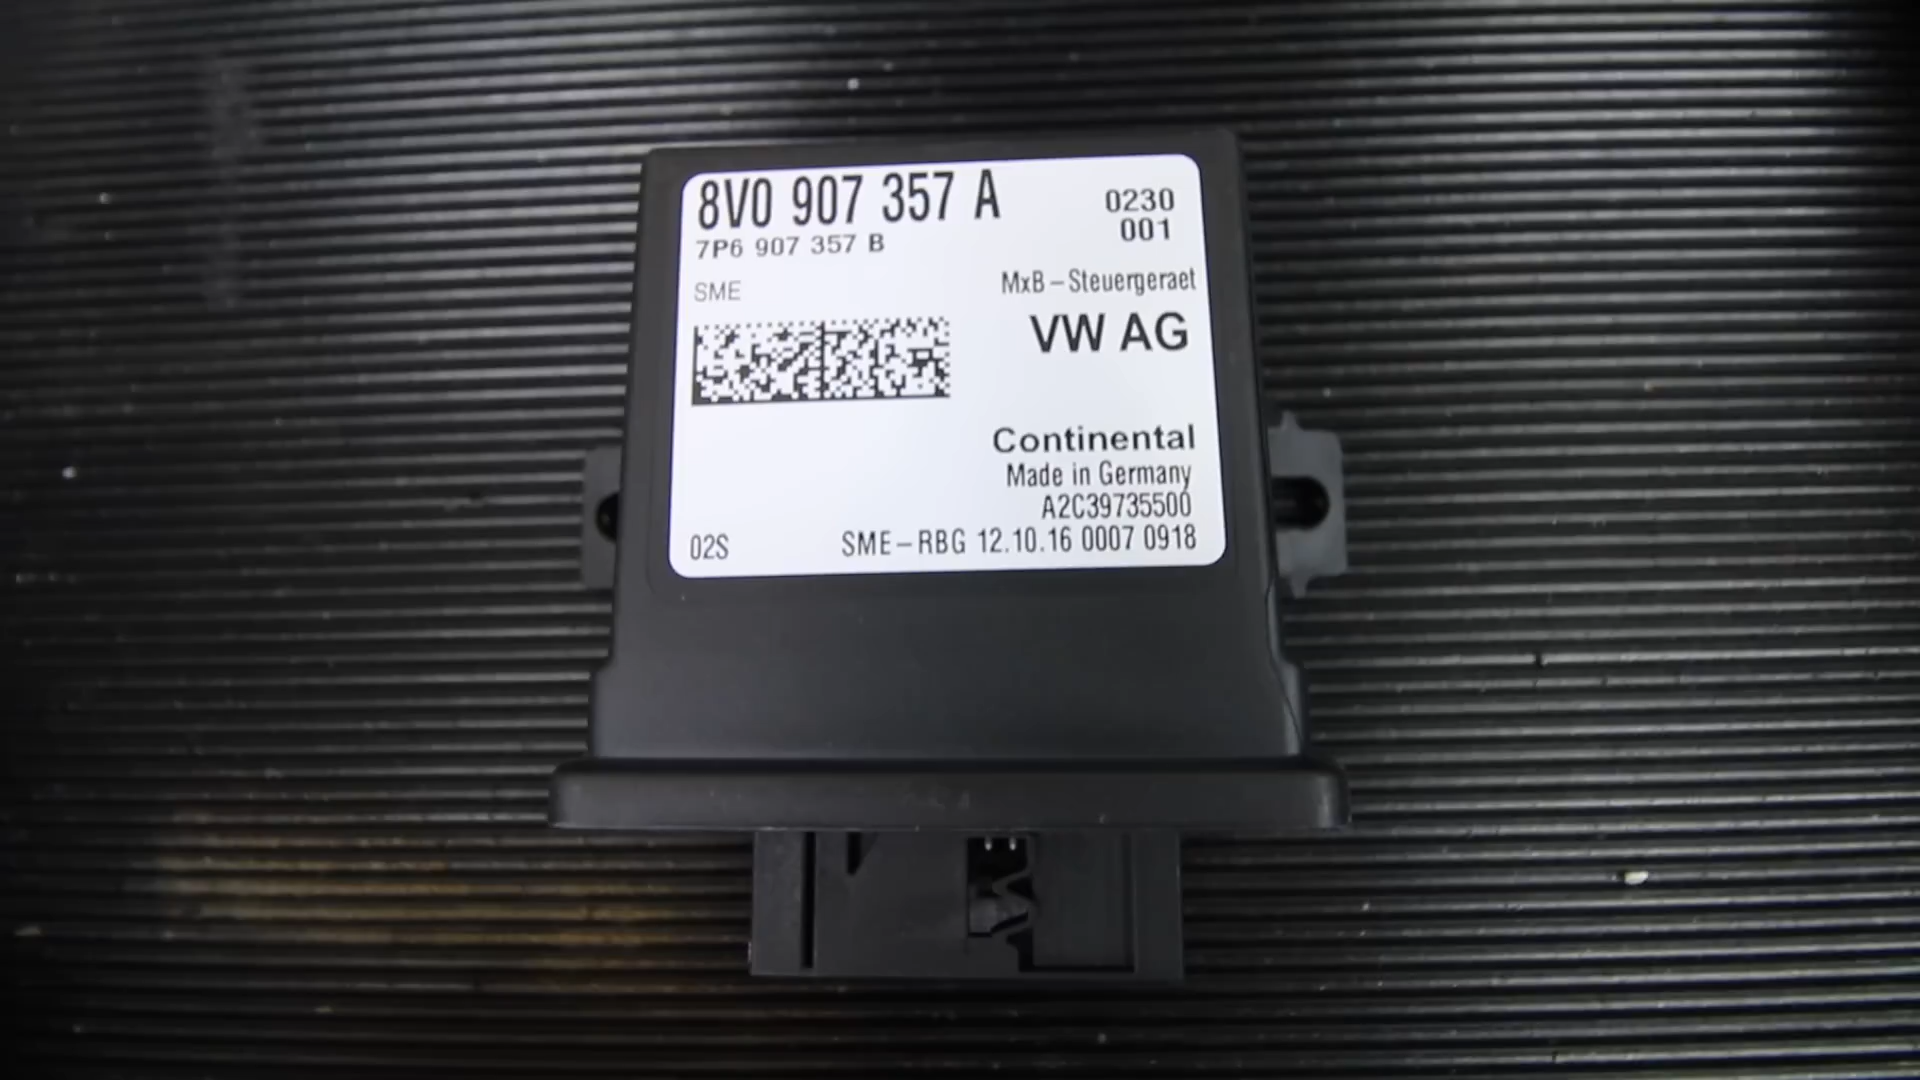 8V0 907 357 A
0230
7P6 907 357 B
001
SME
MxB-Steuergeraet
VW AG
Continental
Made in Germany
A2C39735500
02S
SME-RBG 12.10.16 0007 0918